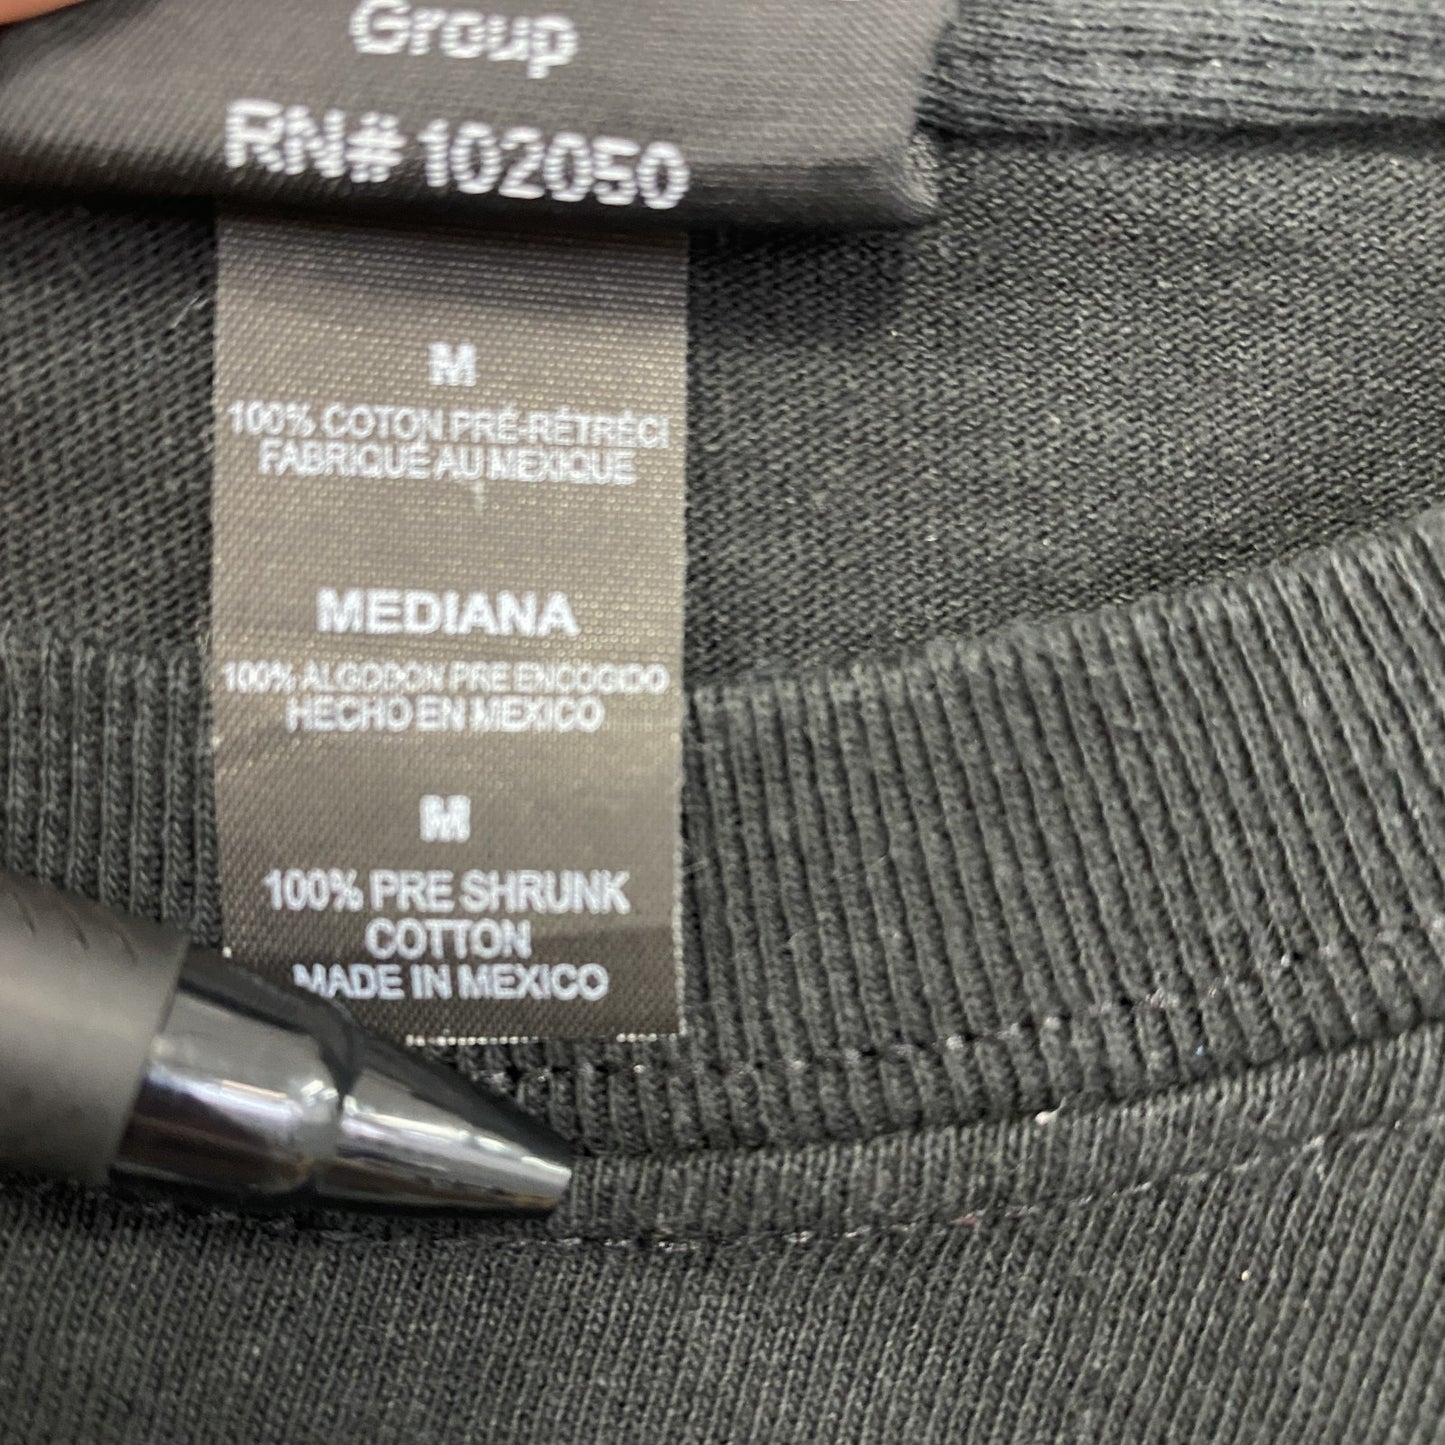 Group
RN#102050
M
100% COTON PRÉ-RÉTRÉCI
FABRIQUÉ AU MEXIQUE
MEDIANA
100% ALGODON PRE ENCOGIDO
HECHO EN MEXICO
M
100% PRE SHRUNK
COTTON
MADE IN MEXICO